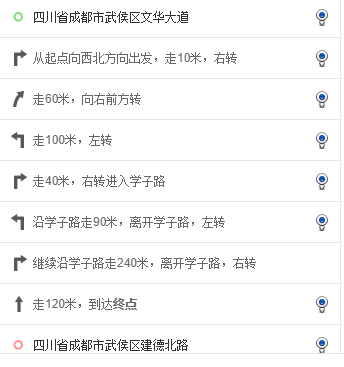 四川省成都市武侯区文华大道
从起点向西北方向出发，走10米，右转
走60米，向右前方转
走100米，左转
走40米，右转进入学子路
沿学子路走90米，离开学子路，左转
继续沿学子路走240米，离开学子路，右转
走120米，到达终点
四川省成都市武侯区建德北路